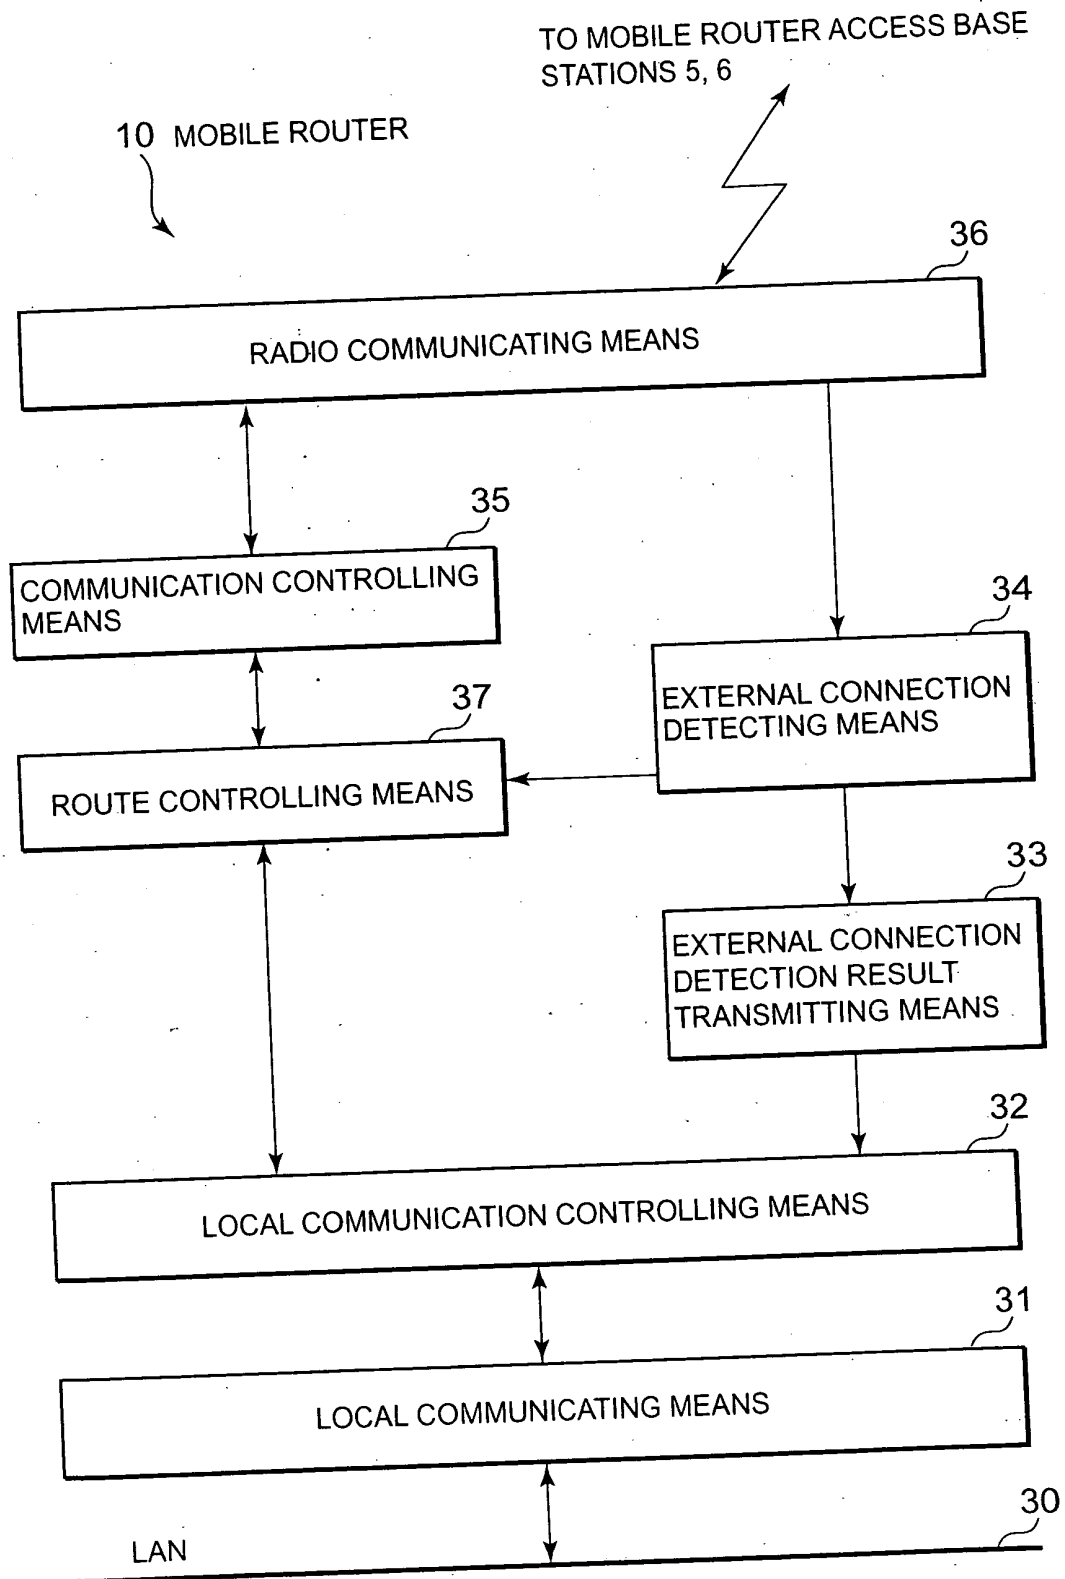 TO MOBILE ROUTER ACCESS BASE
STATIONS 5, 6
10 MOBILE ROUTER
36
RADIO COMMUNICATING MEANS
35
COMMUNICATION CONTROLLING
MEANS
34
EXTERNAL CONNECTION
DETECTING MEANS
37
ROUTE CONTROLLING MEANS
33
EXTERNAL CONNECTION
DETECTION RESULT
TRANSMITTING MEANS
32
LOCAL COMMUNICATION CONTROLLING MEANS
31
LOCAL COMMUNICATING MEANS
30
LAN